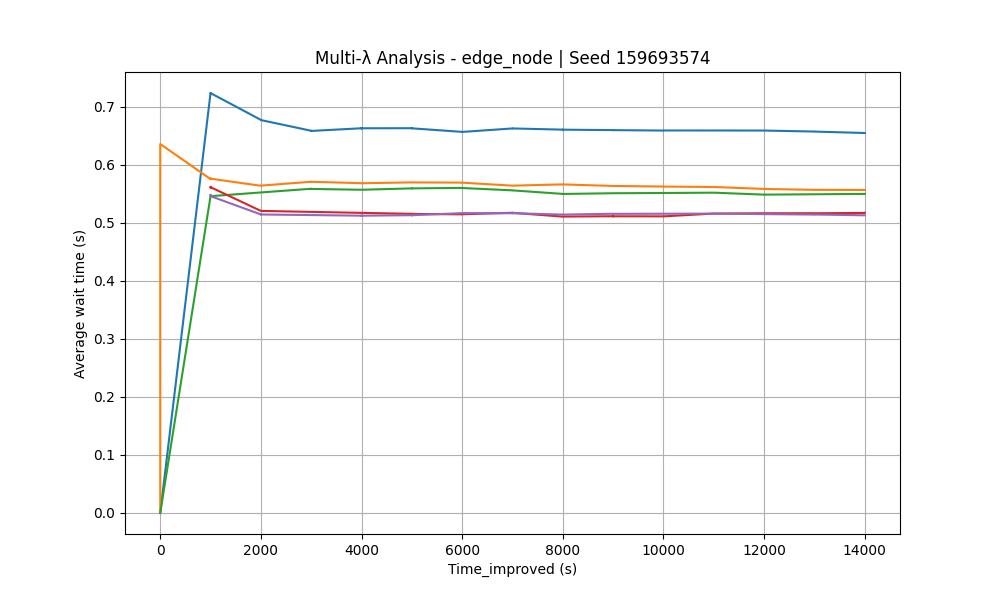 Multi-λ Analysis - edge_node | Seed 159693574
Average wait time (s)
0.7
0.6
0.5
0.4
0.3
0.2
0.1
0.0
0 2000 4000 6000 8000 10000 12000 14000
Time_improved (s)